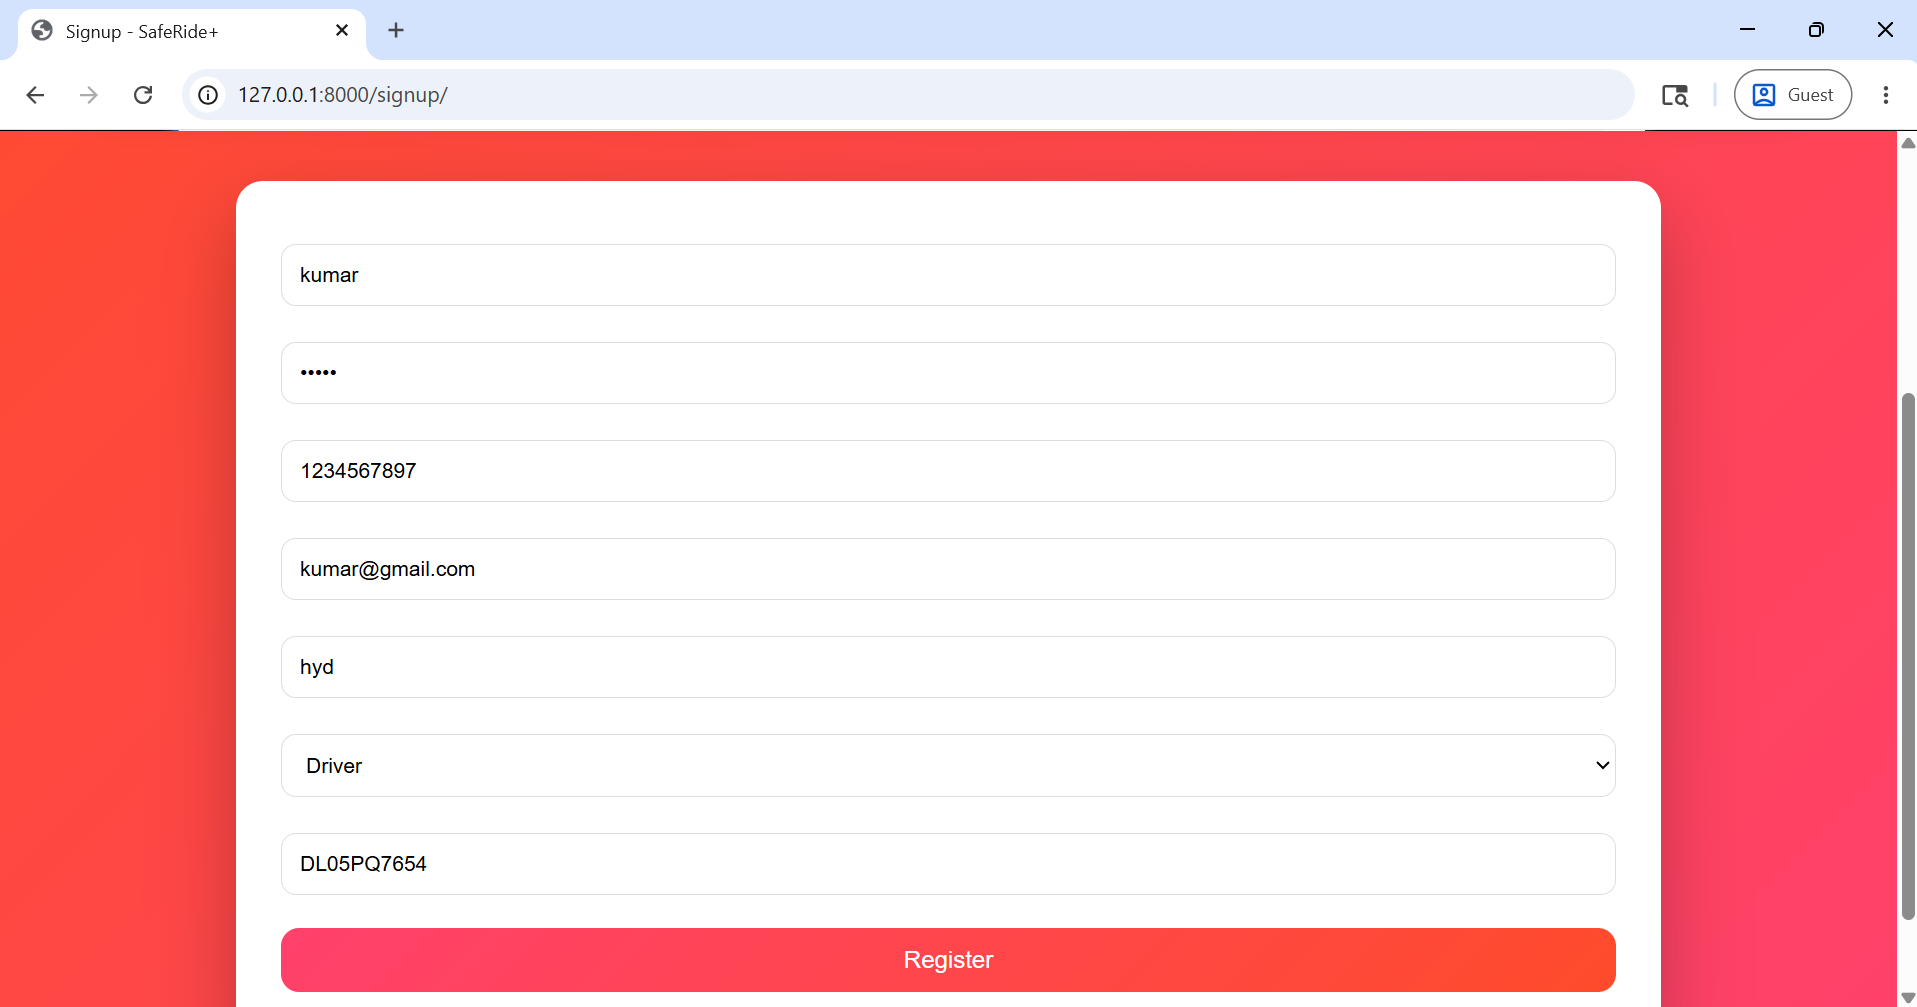 Signup - SafeRide+
127.0.0.1:8000/signup/
Guest
kumar
•••••
1234567897
kumar@gmail.com
hyd
Driver
DL05PQ7654
Register